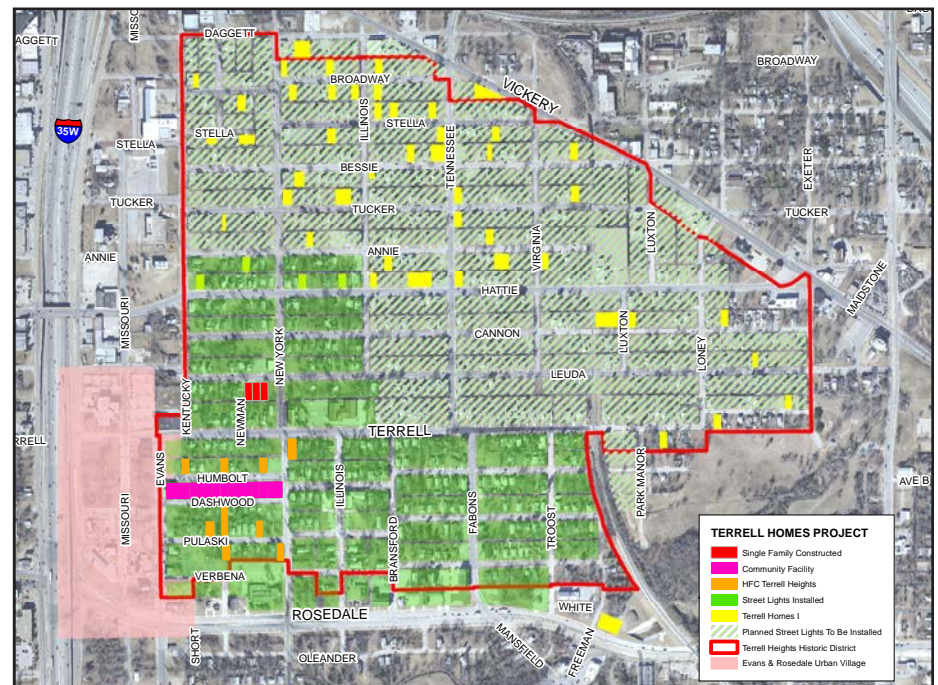 DAGGETT
AGGETT
MISSO
BROADWAY
BROADWAY
VICKERY
ILLINOIS
35W
STELLA
STELLA
STELLA
TENNESSEE
BESSIE
EXETER
TUCKER
TUCKER
TUCKER
LUXTON
VIRGINIA
ANNIE
ANNIE
HATTIE
MAIDSTONE
MISSOURI
NEW YORK
CANNON
LUXTON
LONEY
LEUDA
KENTUCKY
NEWMAN
TERRELL
RRELL
EVANS
HUMBOLT
ILLINOIS
PARK MANOR
AVE B
DASHWOOD
MISSOURI
FABONS
TROOST
PULASKI
BRANSFORD
VERBENA
WHITE
ROSEDALE
SHORT
OLEANDER
MANSFIELD
FREEMAN
TERRELL HOMES PROJECT
Single Family Constructed
Community Facility
HFC Terrell Heights
Street Lights Installed
Terrell Homes I
Planned Street Lights To Be Installed
Terrell Heights Historic District
Evans & Rosedale Urban Village